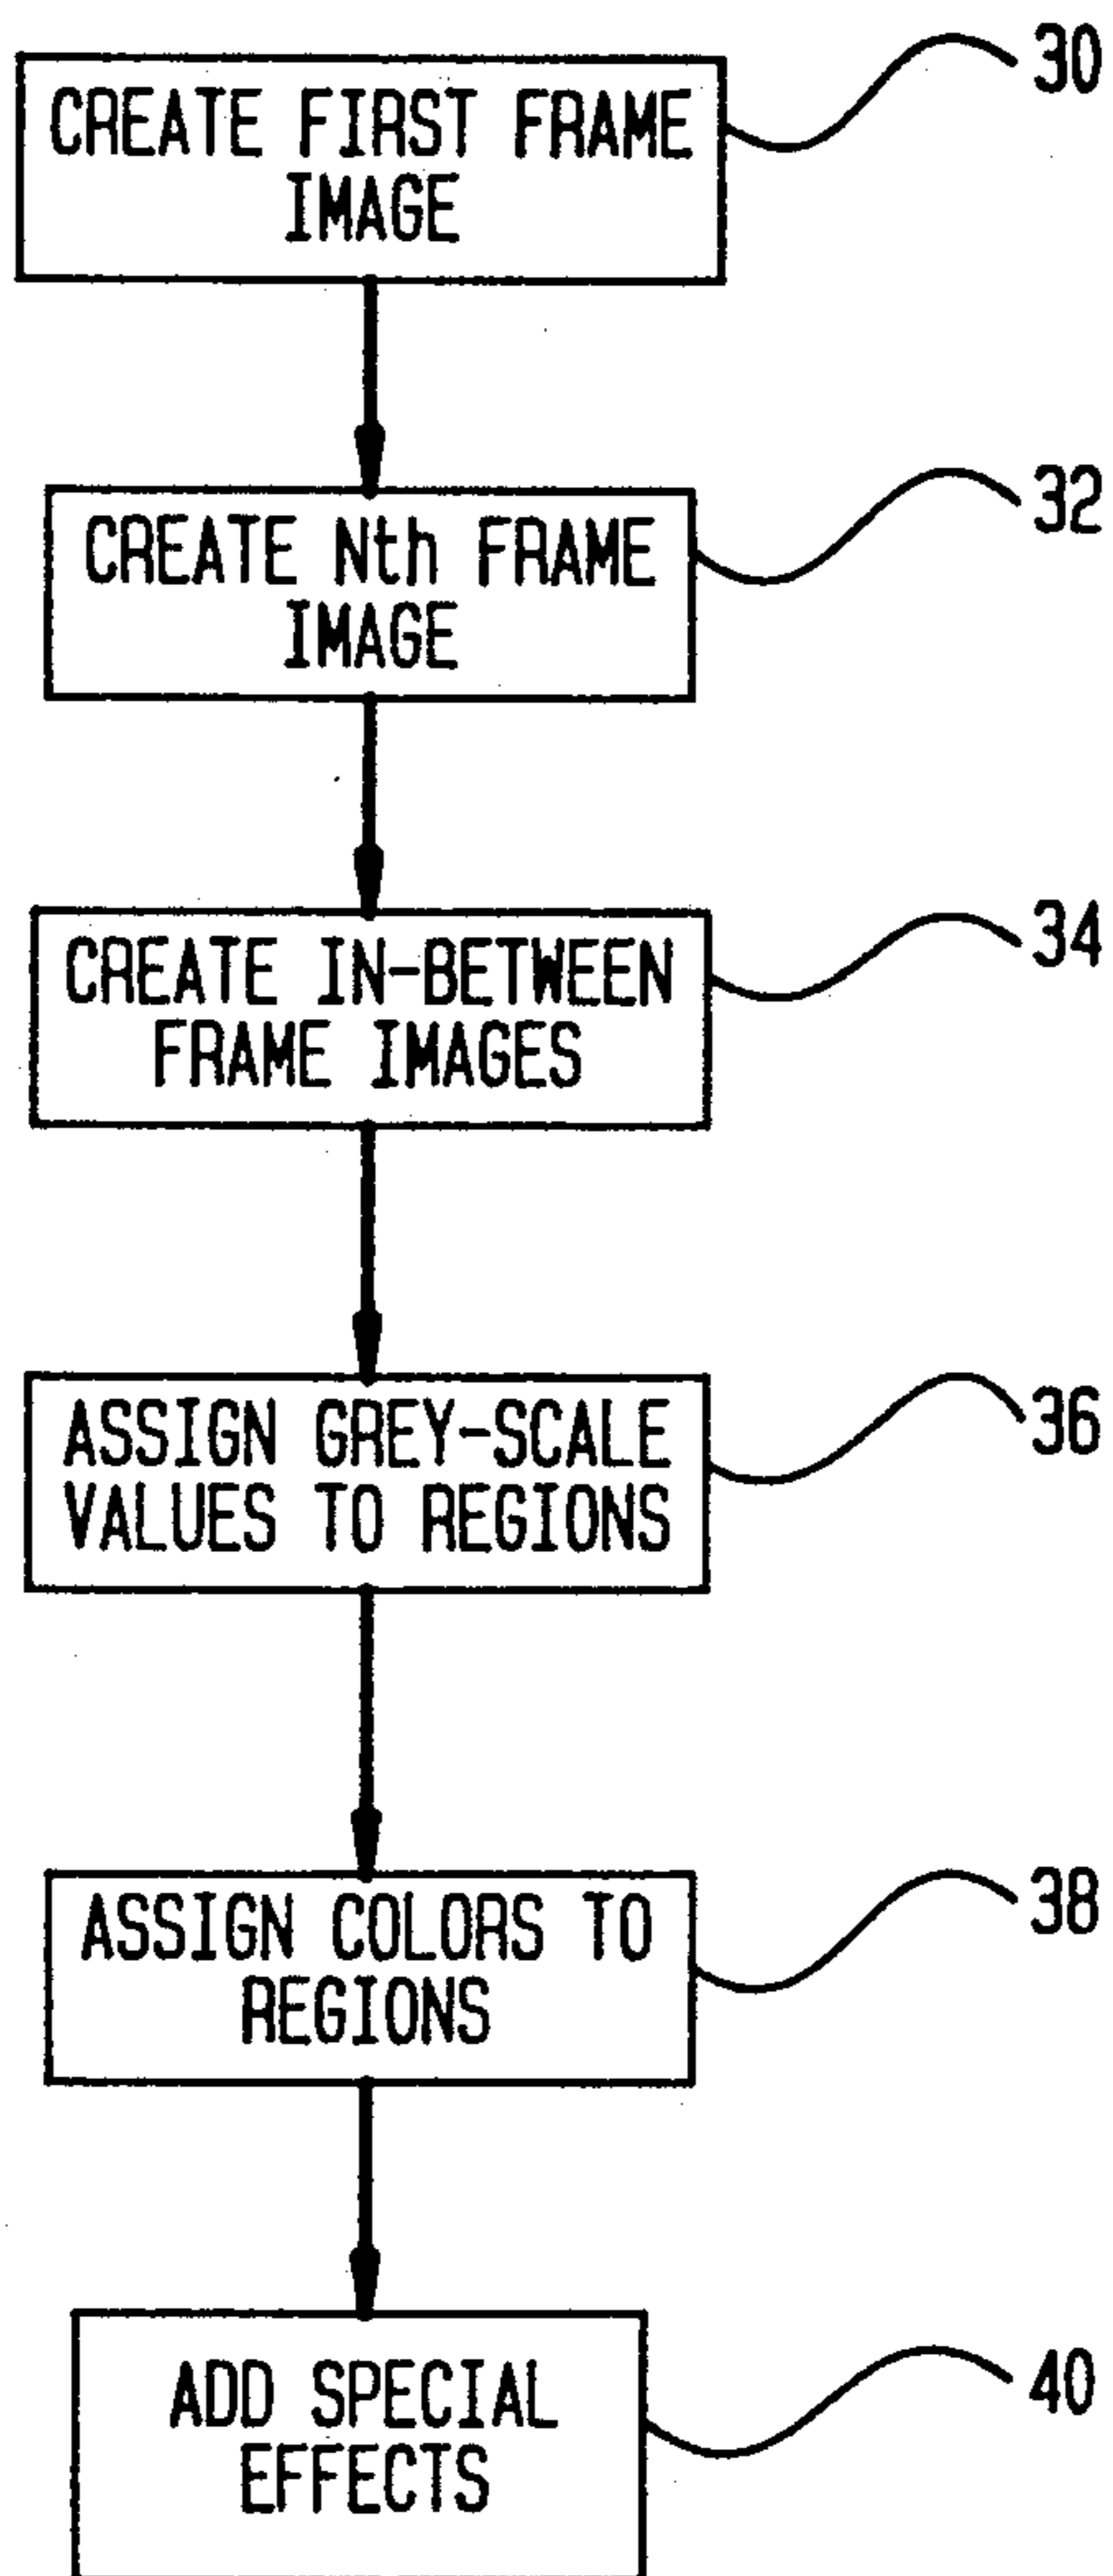 30
CREATE FIRST FRAME
IMAGE
32
CREATE Nth FRAME
IMAGE
34
CREATE IN-BETWEEN
FRAME IMAGES
36
ASSIGN GREY-SCALE
VALUES TO REGIONS
38
ASSIGN COLORS TO
REGIONS
40
ADD SPECIAL
EFFECTS